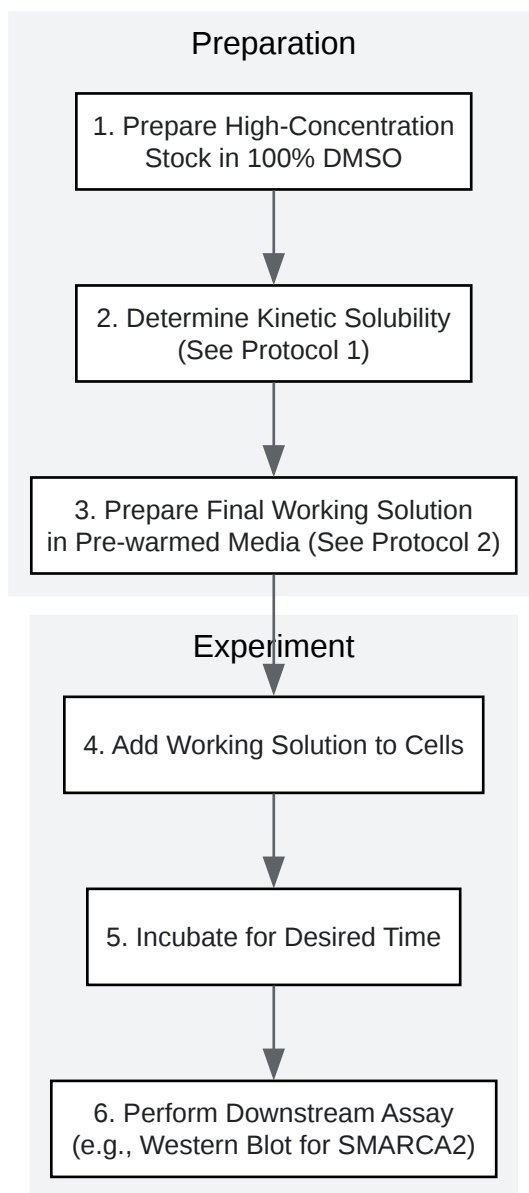 Preparation
1. Prepare High-Concentration
Stock in 100% DMSO
2. Determine Kinetic Solubility
(See Protocol 1)
3. Prepare Final Working Solution
in Pre-warmed Media (See Protocol 2)
Experiment
4. Add Working Solution to Cells
5. Incubate for Desired Time
6. Perform Downstream Assay
(e.g., Western Blot for SMARCA2)